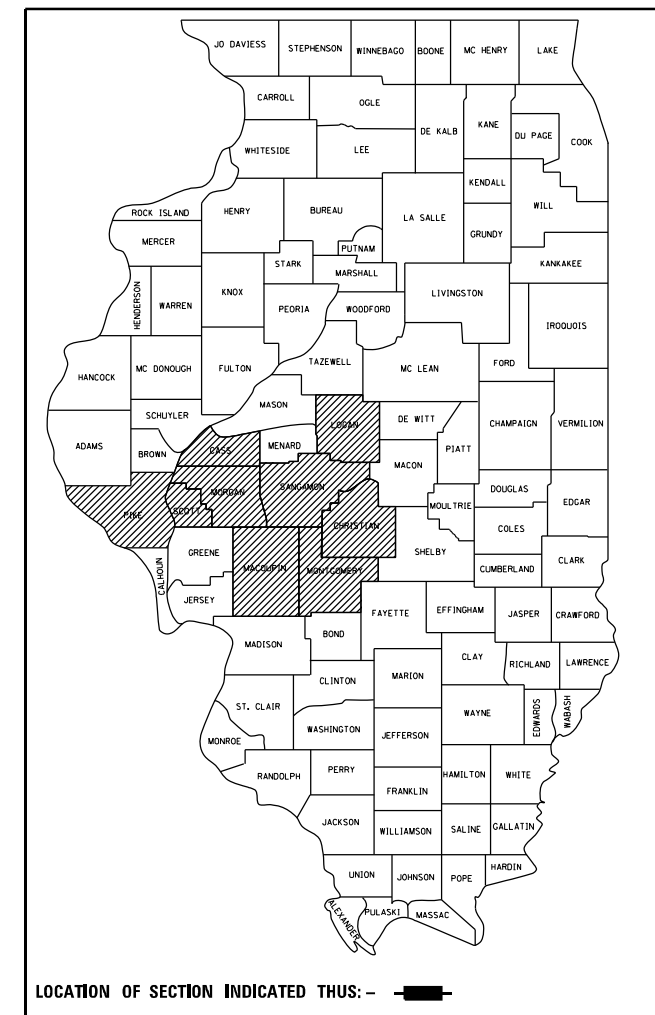 JO DAVIESS
STEPHENSON
WINNEBAGO
BOONE
MC HENRY
LAKE
CARROLL
OGLE
DE KALB
KANE
DU PAGE
COOK
WHITESIDE
LEE
KENDALL
WILL
ROCK ISLAND
HENRY
BUREAU
LA SALLE
GRUNDY
MERCER
PUTNAM
KANKAKEE
STARK
MARSHALL
HENDERSON
WARREN
KNOX
PEORIA
WOODFORD
LIVINGSTON
IROQUOIS
HANCOCK
MC DONOUGH
FULTON
TAZEWELL
MC LEAN
FORD
MASON
SCHUYLER
LOGAN
DE WITT
CHAMPAIGN
VERMILION
ADAMS
BROWN
CASS
MENARD
MACON
PIATT
PIKE
SCOTT
MORGAN
SANGAMON
DOUGLAS
EDGAR
MOULTRIE
CHRISTIAN
COLES
CALHOUN
GREENE
MACOUPIN
MONTGOMERY
SHELBY
CUMBERLAND
CLARK
JERSEY
FAYETTE
EFFINGHAM
JASPER
CRAWFORD
MADISON
BOND
CLAY
RICHLAND
LAWRENCE
CLINTON
MARION
ST. CLAIR
WAYNE
EDWARDS
WABASH
WASHINGTON
JEFFERSON
MONROE
RANDOLPH
PERRY
HAMILTON
WHITE
FRANKLIN
JACKSON
WILLIAMSON
SALINE
GALLATIN
HARDIN
UNION
JOHNSON
POPE
ALEXANDER
PULASKI
MASSAC
LOCATION OF SECTION INDICATED THUS: –